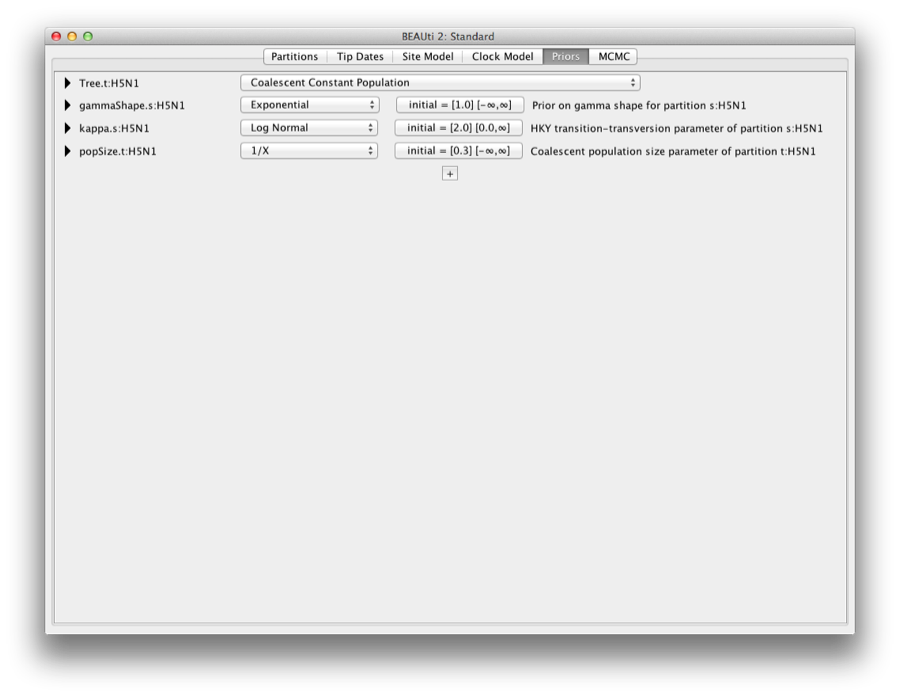 BEAUti 2: Standard
Partitions Tip Dates Site Model Clock Model Priors MCMC
Tree.t:H5N1 Coalescent Constant Population
gammaShape.s:H5N1 Exponential initial = [1.0] [-∞,∞] Prior on gamma shape for partition s:H5N1
kappa.s:H5N1 Log Normal initial = [2.0] [0.0,∞] HKY transition-transversion parameter of partition s:H5N1
popSize.t:H5N1 1/X initial = [0.3] [-∞,∞] Coalescent population size parameter of partition t:H5N1
+